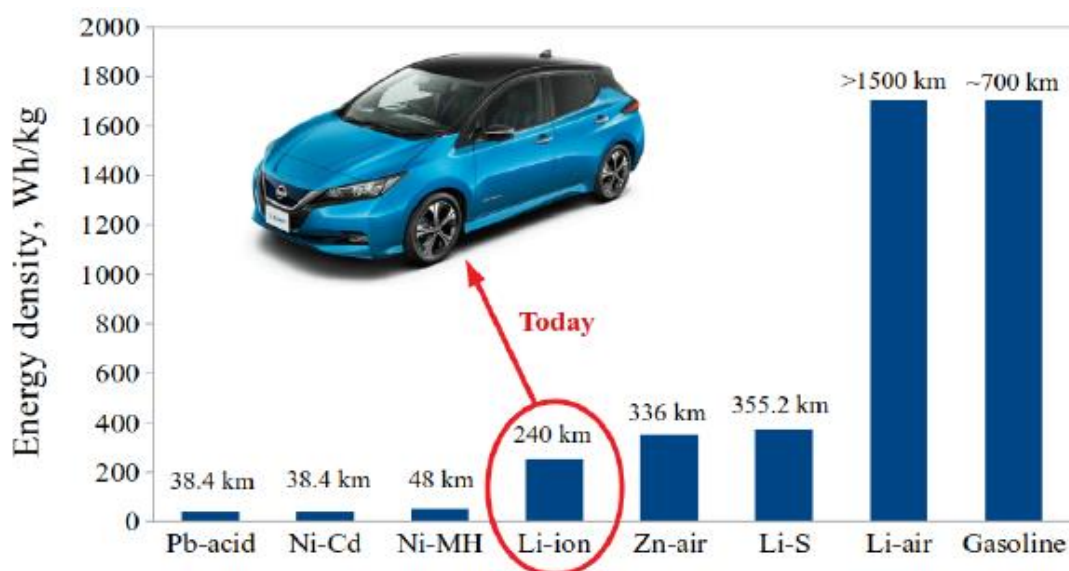 Energy density, Wh/kg
2000
1800
1600
1400
1200
1000
800
600
400
200
0
>1500 km
~700 km
Today
240 km
336 km
355.2 km
38.4 km
38.4 km
48 km
Pb-acid
Ni-Cd
Ni-MH
Li-ion
Zn-air
Li-S
Li-air
Gasoline